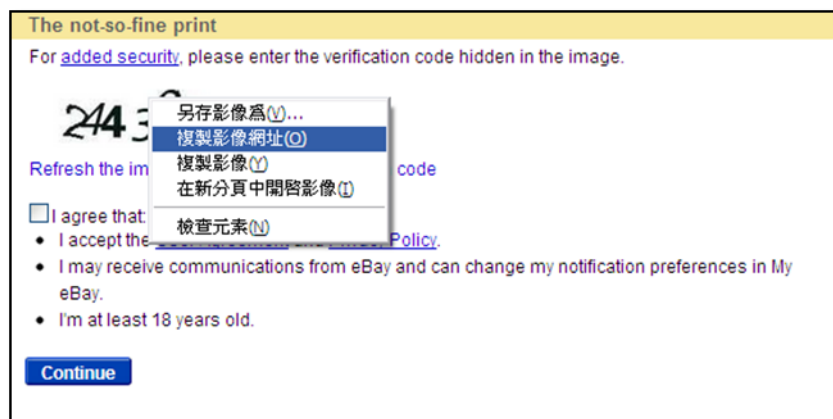 The not-so-fine print
For added security, please enter the verification code hidden in the image.
另存影像為(V)...
複製影像網址(O)
複製影像(Y)
在新分頁中開啟影像(I)
檢查元素(N)
Refresh the code
I agree that:
• I accept the Policy.
• I may receive communications from eBay and can change my notification preferences in My
eBay.
• I'm at least 18 years old.
Continue